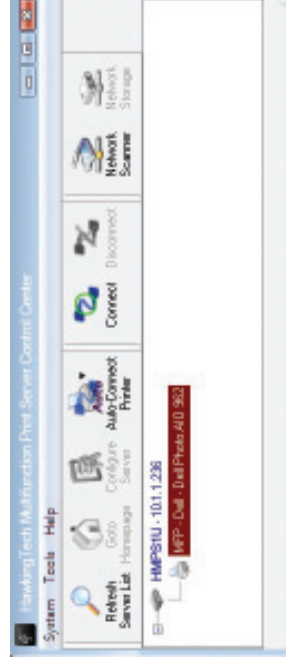 HawkingTech Multifunction Print Server Control Center
System Tools Help
Refresh Server List
Goto Homepage
Configure Server
Auto-Connect Printer
Connect
Disconnect
Network Scanner
Network Storage
HMPS1U - 10.1.1.236
MFP - Dell - Dell Photo AIO 962